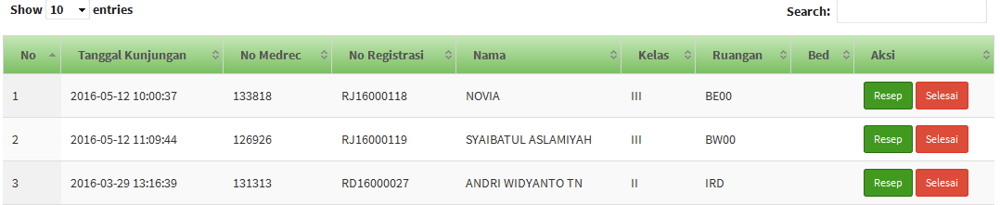 Show 10 entries Search:
No Tanggal Kunjungan No Medrec No Registrasi Nama Kelas Ruangan Bed Aksi
1 2016-05-12 10:00:37 133818 RJ16000118 NOVIA III BE00 Resep Selesai
2 2016-05-12 11:09:44 126926 RJ16000119 SYAIBATUL ASLAMIYAH III BW00 Resep Selesai
3 2016-03-29 13:16:39 131313 RD16000027 ANDRI WIDYANTO TN II IRD Resep Selesai